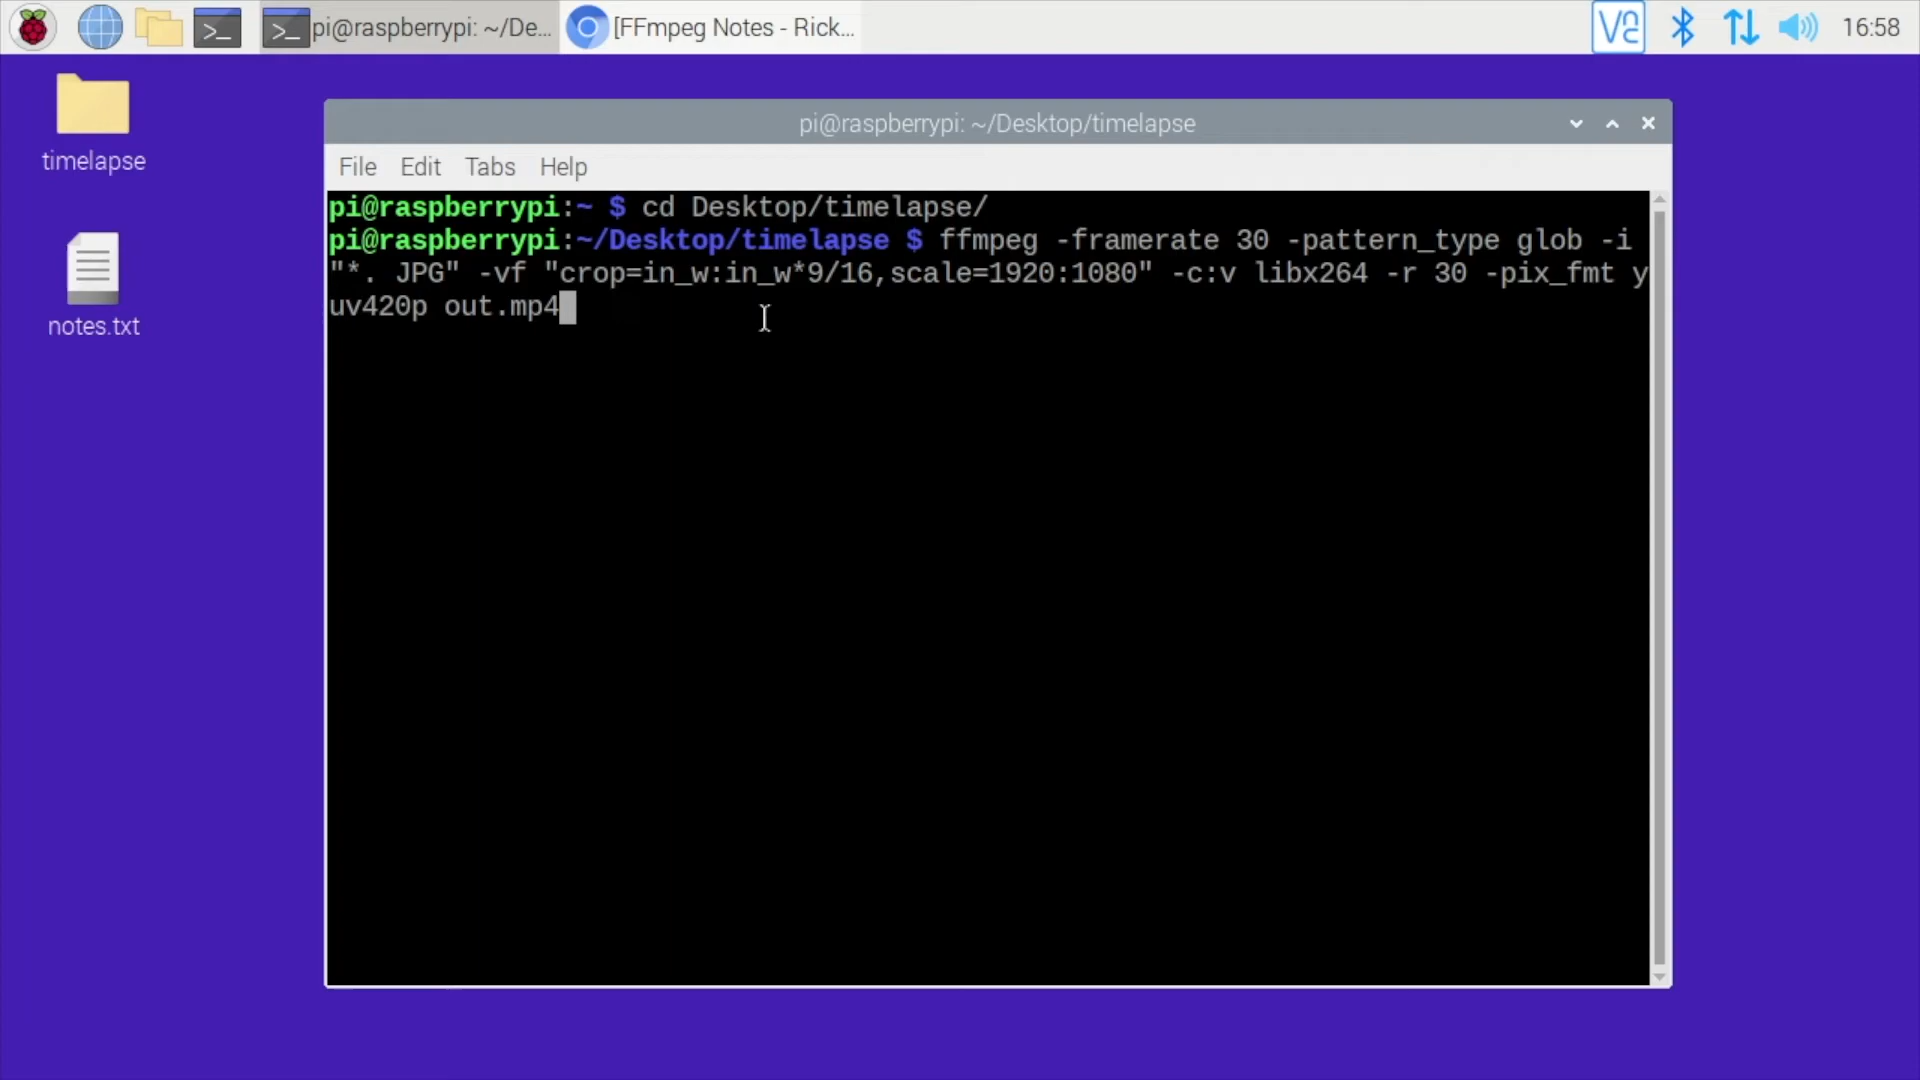 pi@raspberrypi: ~/De...
[FFmpeg Notes - Rick...
16:58
timelapse
notes.txt
pi@raspberrypi: ~/Desktop/timelapse
File Edit Tabs Help
pi@raspberrypi:~ $ cd Desktop/timelapse/
pi@raspberrypi:~/Desktop/timelapse $ ffmpeg -framerate 30 -pattern_type glob -i
"*. JPG" -vf "crop=in_w:in_w*9/16,scale=1920:1080" -c:v libx264 -r 30 -pix_fmt y
uv420p out.mp4